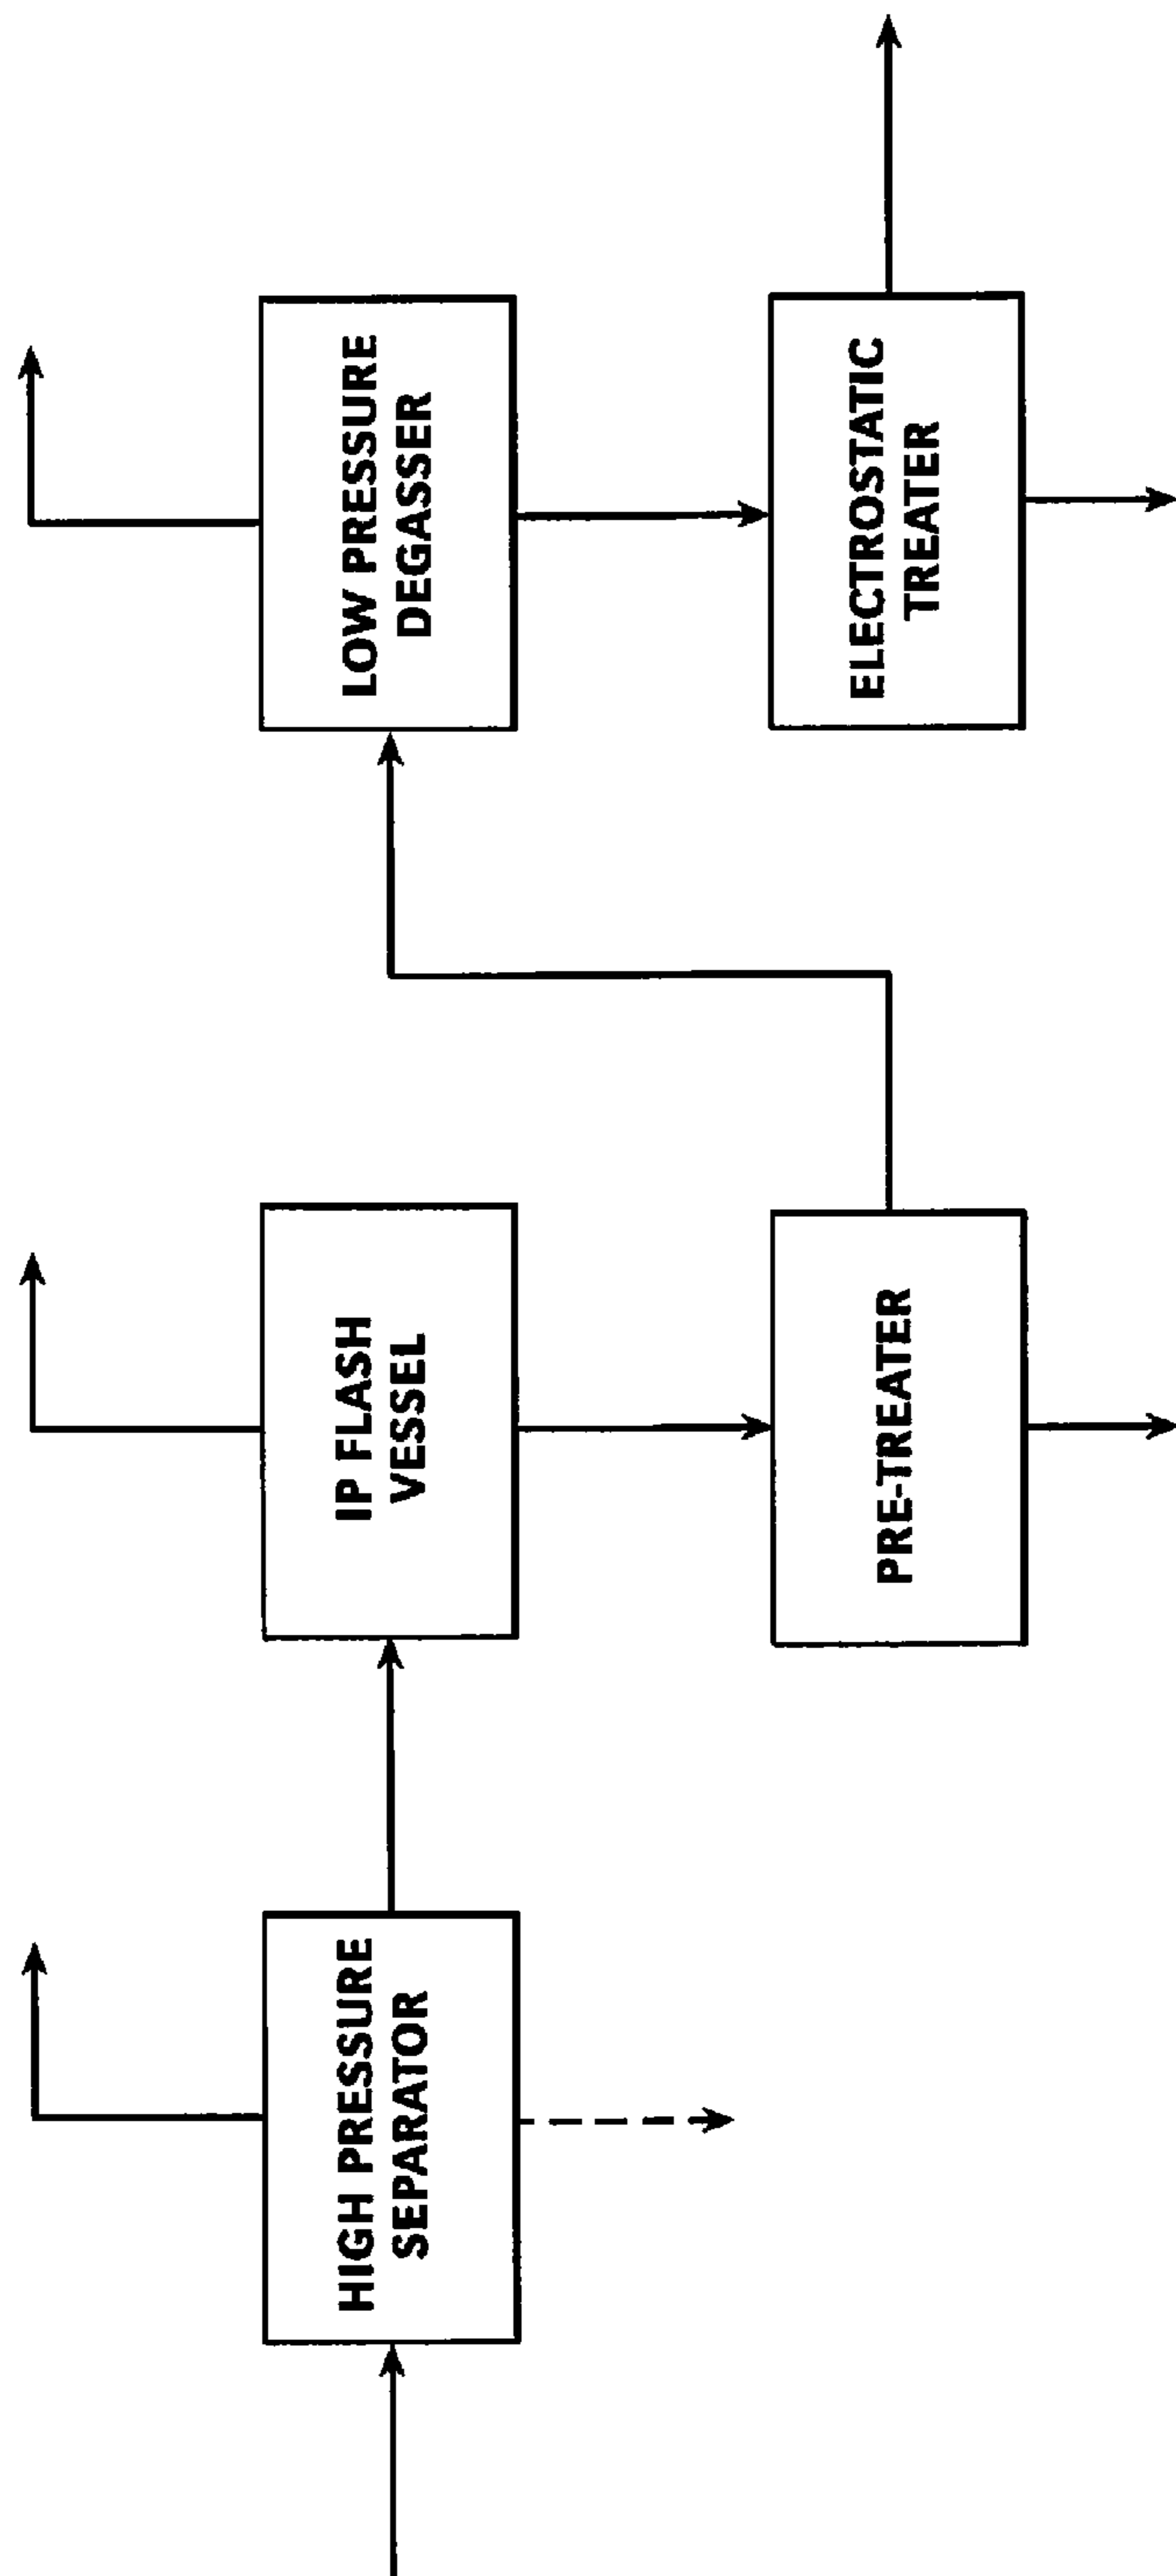 HIGH PRESSURE
SEPARATOR
IP FLASH
VESSEL
PRE-TREATER
LOW PRESSURE
DEGASSER
ELECTROSTATIC
TREATER